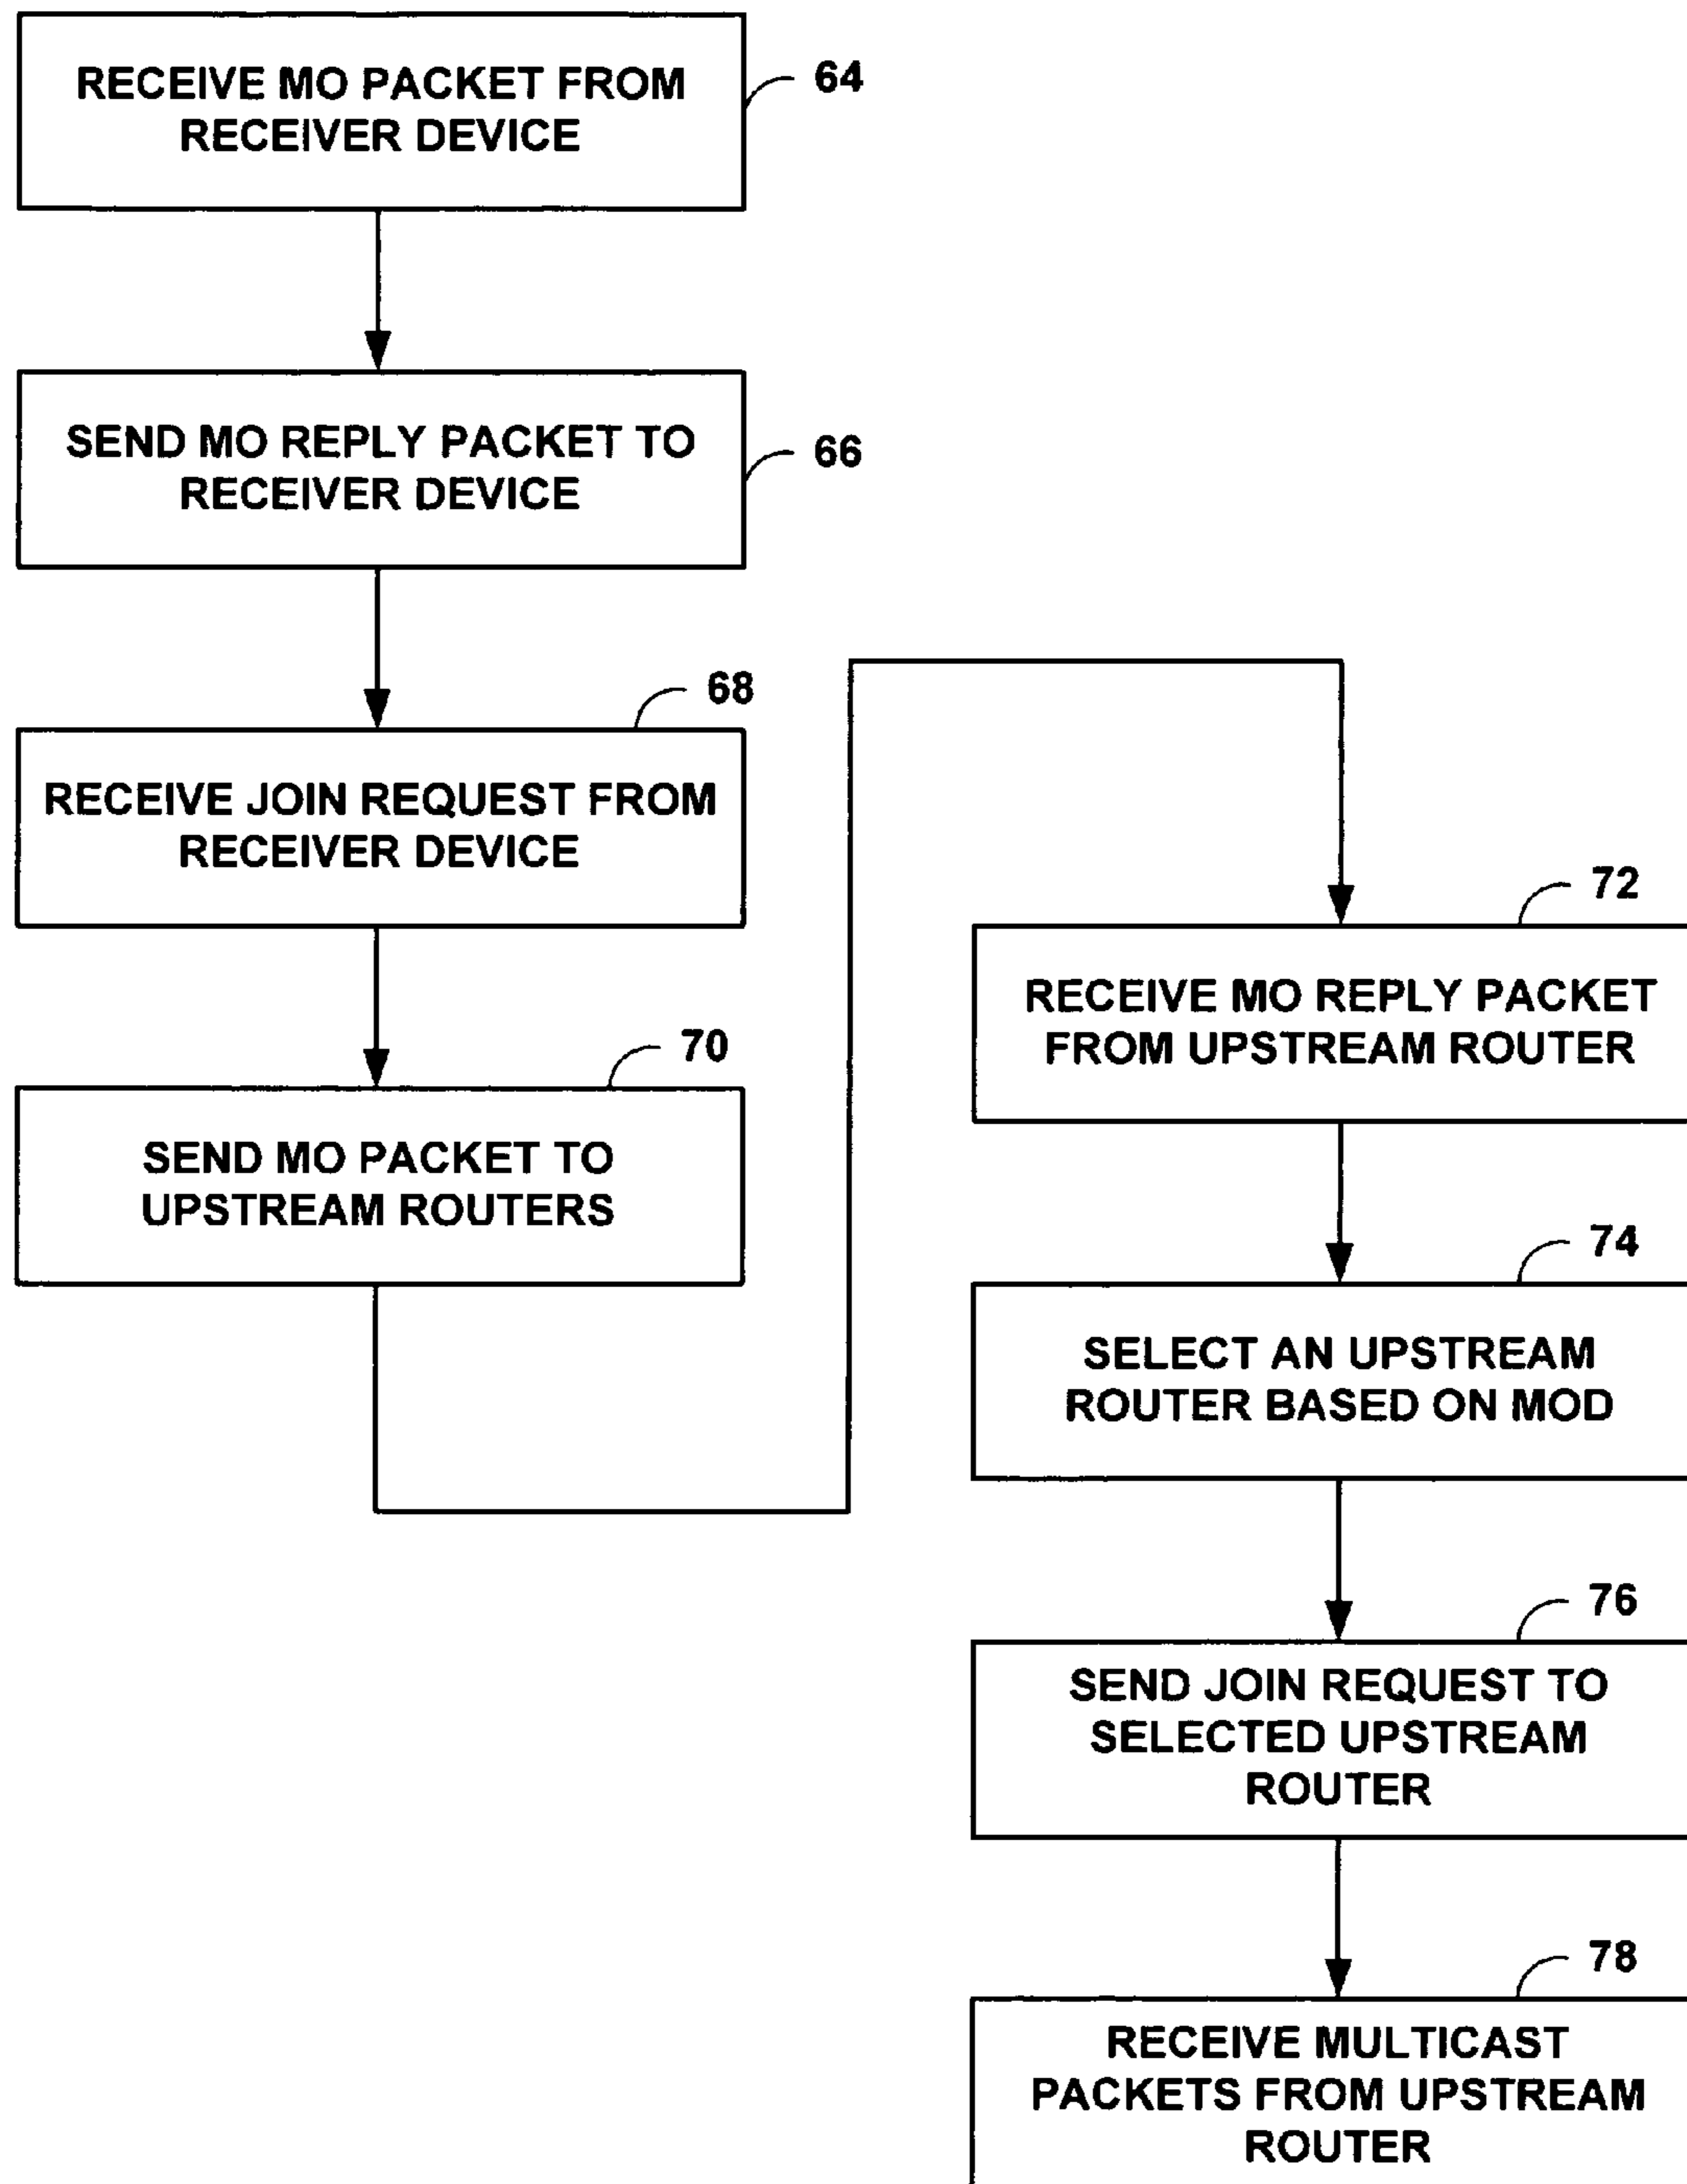 RECEIVE MO PACKET FROM
RECEIVER DEVICE
64
SEND MO REPLY PACKET TO
RECEIVER DEVICE
66
68
RECEIVE JOIN REQUEST FROM
RECEIVER DEVICE
70
SEND MO PACKET TO
UPSTREAM ROUTERS
72
RECEIVE MO REPLY PACKET
FROM UPSTREAM ROUTER
74
SELECT AN UPSTREAM
ROUTER BASED ON MOD
76
SEND JOIN REQUEST TO
SELECTED UPSTREAM
ROUTER
78
RECEIVE MULTICAST
PACKETS FROM UPSTREAM
ROUTER